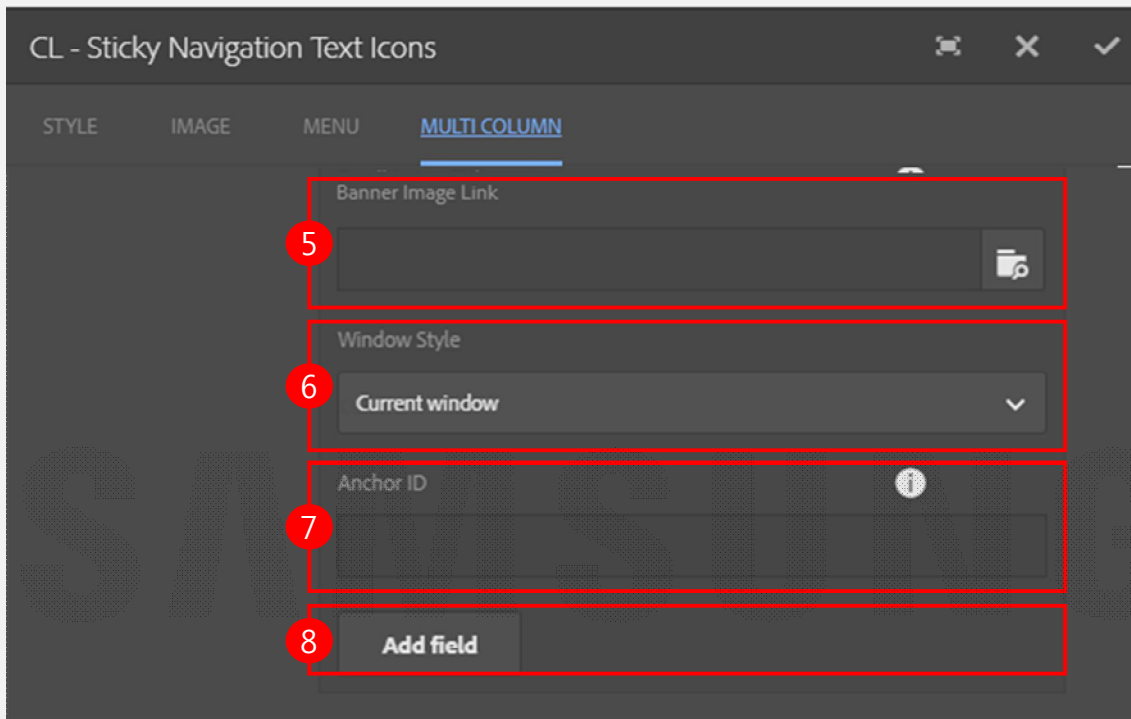 CL - Sticky Navigation Text Icons
STYLE IMAGE MENU MULTI COLUMN
Banner Image Link
5
Window Style
6
Current window
Anchor ID
7
8
Add field
SAMSUNG